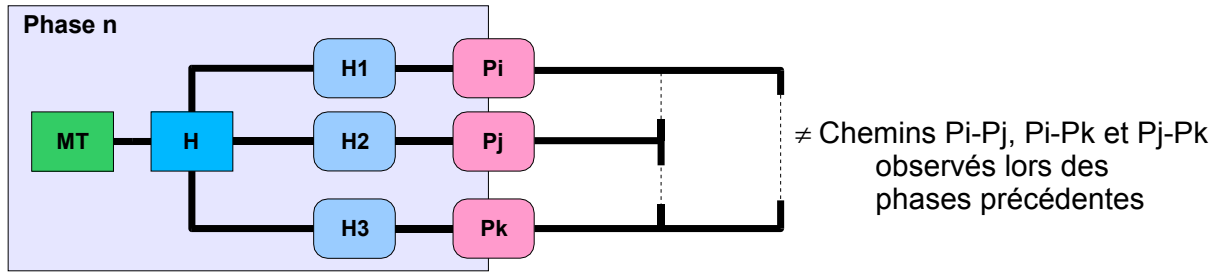 Phase n
H1
Pi
MT
H
H2
Pj
H3
Pk
≠ Chemins Pi-Pj, Pi-Pk et Pj-Pk
observés lors des
phases précédentes